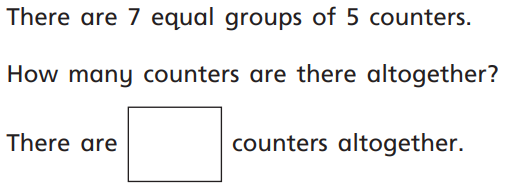 There are 7 equal groups of 5 counters.
How many counters are there altogether?
There are counters altogether.